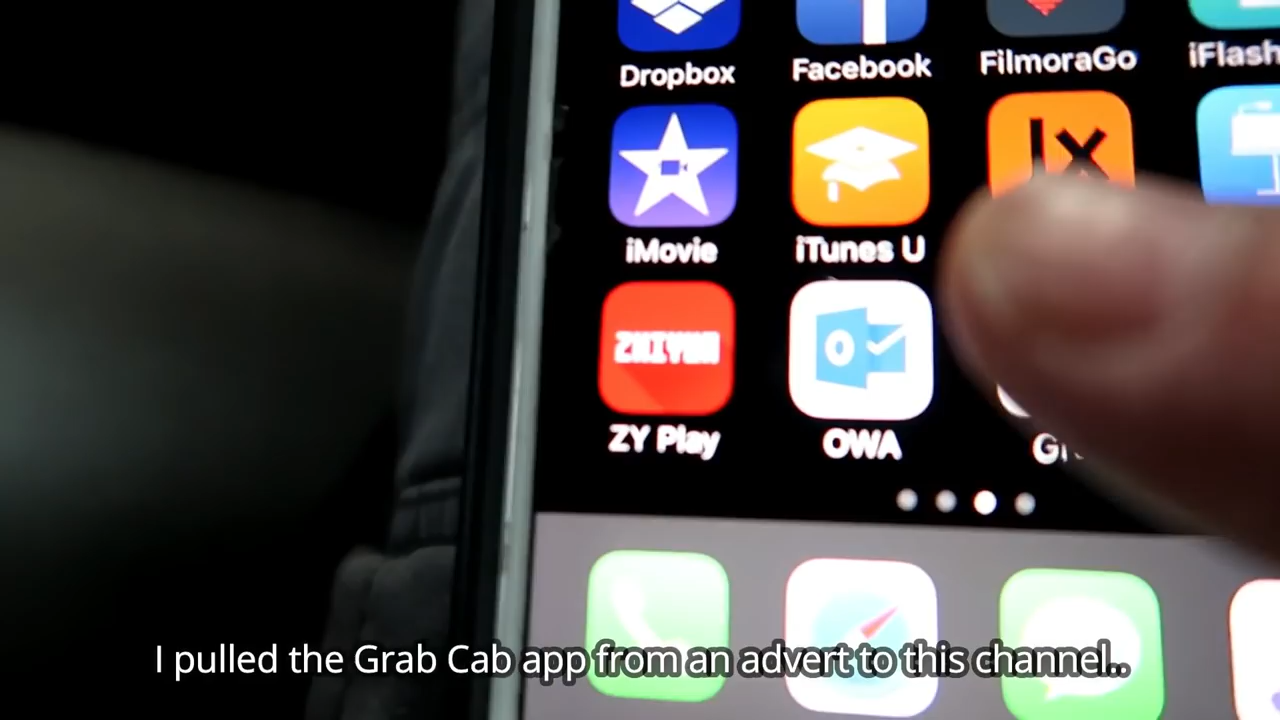 Dropbox
Facebook
FilmoraGo
iFlash
iMovie
iTunes U
ZHIYUN
ZY Play
OWA
I pulled the Grab Cab app from an advert to this channel..